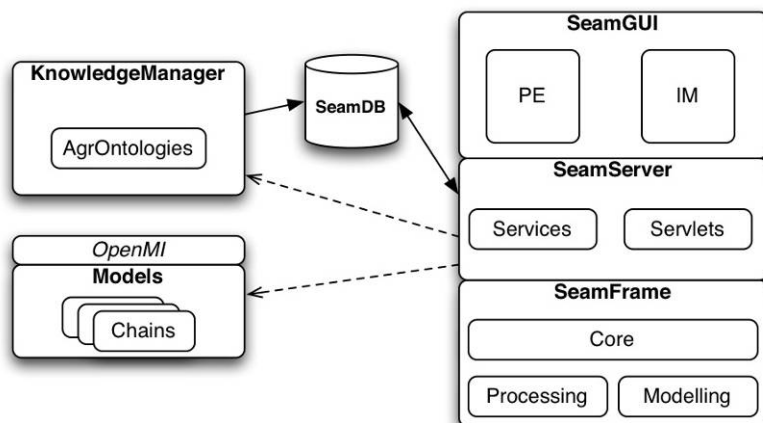 KnowledgeManager
AgrOntologies
OpenMI
Models
Chains
SeamDB
SeamGUI
PE
IM
SeamServer
Services
Servlets
SeamFrame
Core
Processing
Modelling